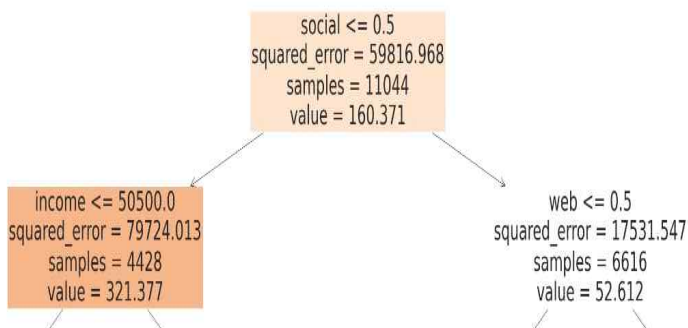 social <= 0.5
squared_error = 59816.968
samples = 11044
value = 160.371
income <= 50500.0
squared_error = 79724.013
samples = 4428
value = 321.377
web <= 0.5
squared_error = 17531.547
samples = 6616
value = 52.612